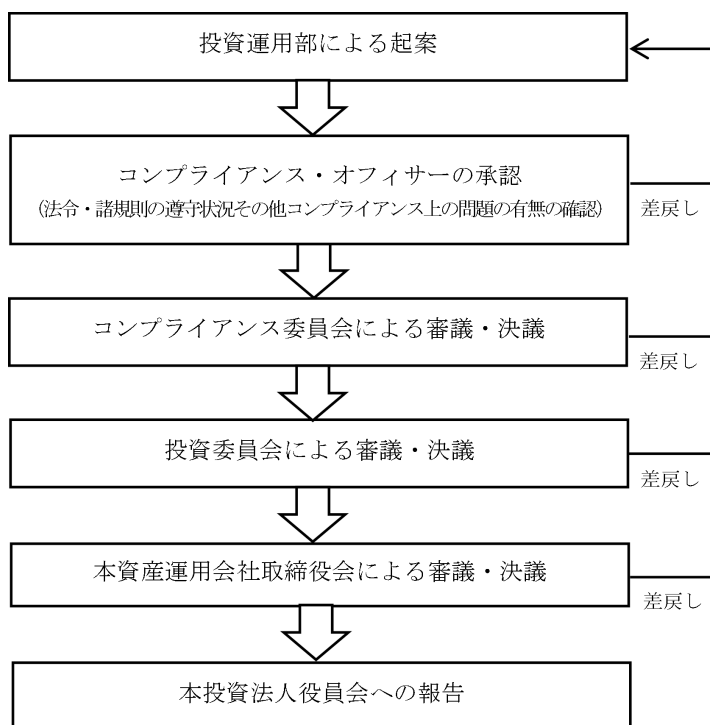 投資運用部による起案
コンプライアンス・オフィサーの承認
(法令・諸規則の遵守状況その他コンプライアンス上の問題の有無の確認)
差戻し
コンプライアンス委員会による審議・決議
差戻し
投資委員会による審議・決議
差戻し
本資産運用会社取締役会による審議・決議
差戻し
本投資法人役員会への報告